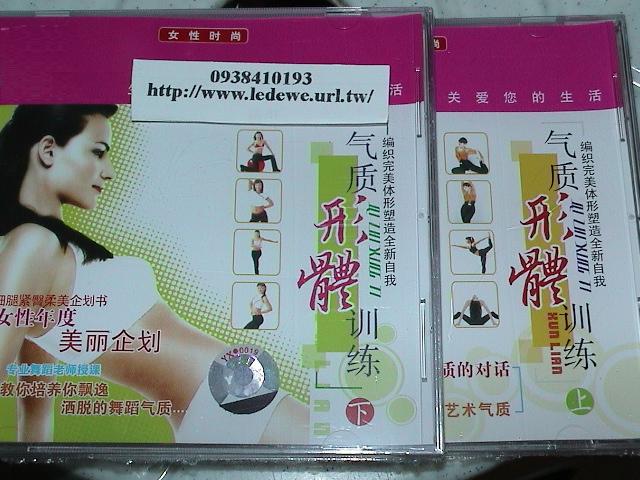 女性时尚
活
0938410193
http://www.ledewe.url.tw/
编织完美体形塑造全新自我
气质形體训练
下
细腿紧臀柔美企划书
女性年度
美丽企划
专业舞蹈老师授课
教你培养你飘逸
洒脱的舞蹈气质....
YX●0019
尚
关爱您的生活
编织完美体形塑造全新自我
气质形體训练
XUN LIAN
上
质的对话
艺术气质